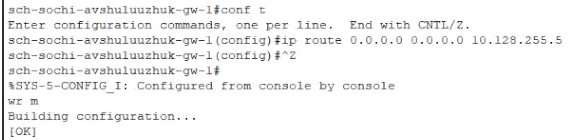 sch-sochi-avshuluuzhuk-gw-1#conf t
Enter configuration commands, one per line.  End with CNTL/Z.
sch-sochi-avshuluuzhuk-gw-1(config)#ip route 0.0.0.0 0.0.0.0 10.128.255.5
sch-sochi-avshuluuzhuk-gw-1(config)#^Z
sch-sochi-avshuluuzhuk-gw-1#
%SYS-5-CONFIG_I: Configured from console by console
wr m
Building configuration...
[OK]